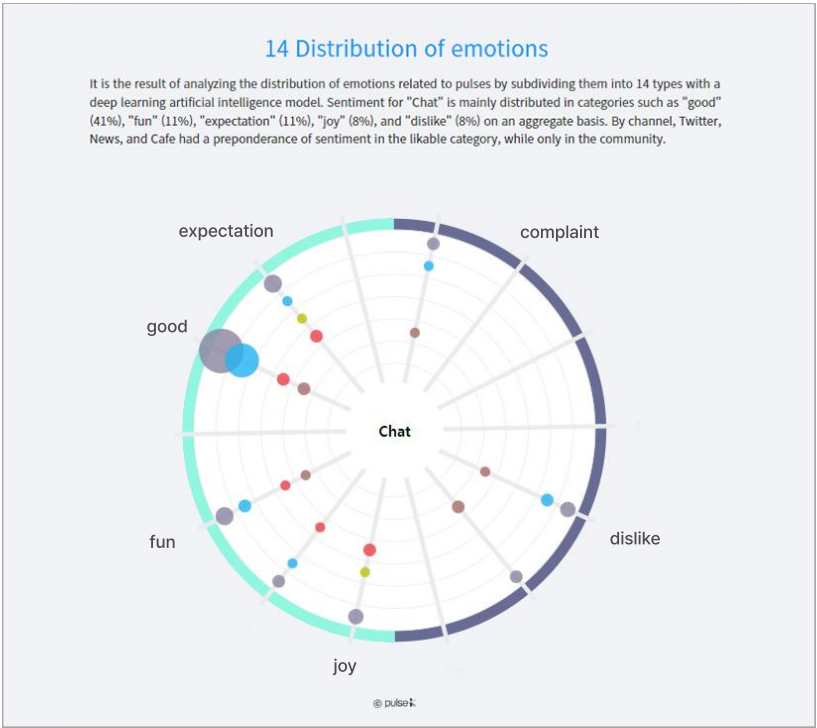 14 Distribution of emotions
It is the result of analyzing the distribution of emotions related to pulses by subdividing them into 14 types with a
deep learning artificial intelligence model. Sentiment for "Chat" is mainly distributed in categories such as "good"
(41%), "fun" (11%), "expectation" (11%), "joy" (8%), and "dislike" (8%) on an aggregate basis. By channel, Twitter,
News, and Cafe had a preponderance of sentiment in the likable category, while only in the community.
expectation
complaint
good
Chat
fun
dislike
joy
© pulsek